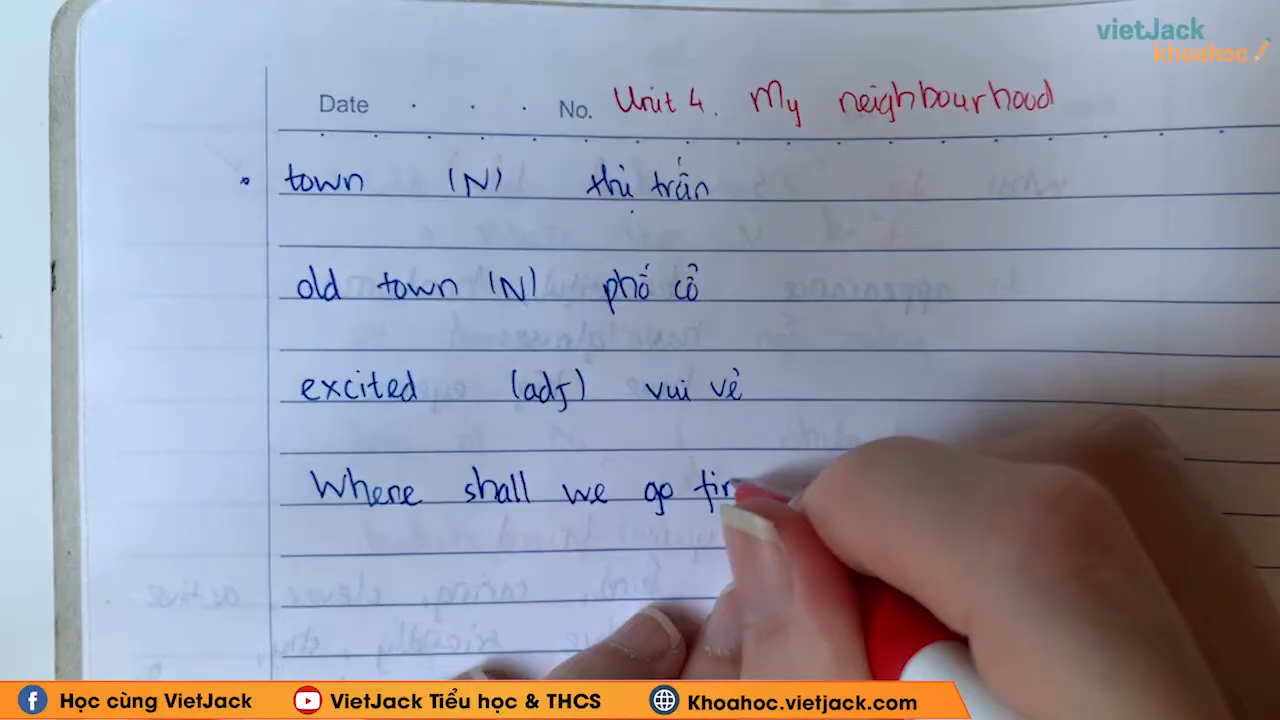 vietJack
khoahoc
Date No. Unit 4. My neighbourhood
town (N) thị trấn
old town (N) phố cổ
excited (adj) vui vẻ
Where shall we go fir
Học cùng VietJack VietJack Tiểu học & THCS Khoahoc.vietjack.com